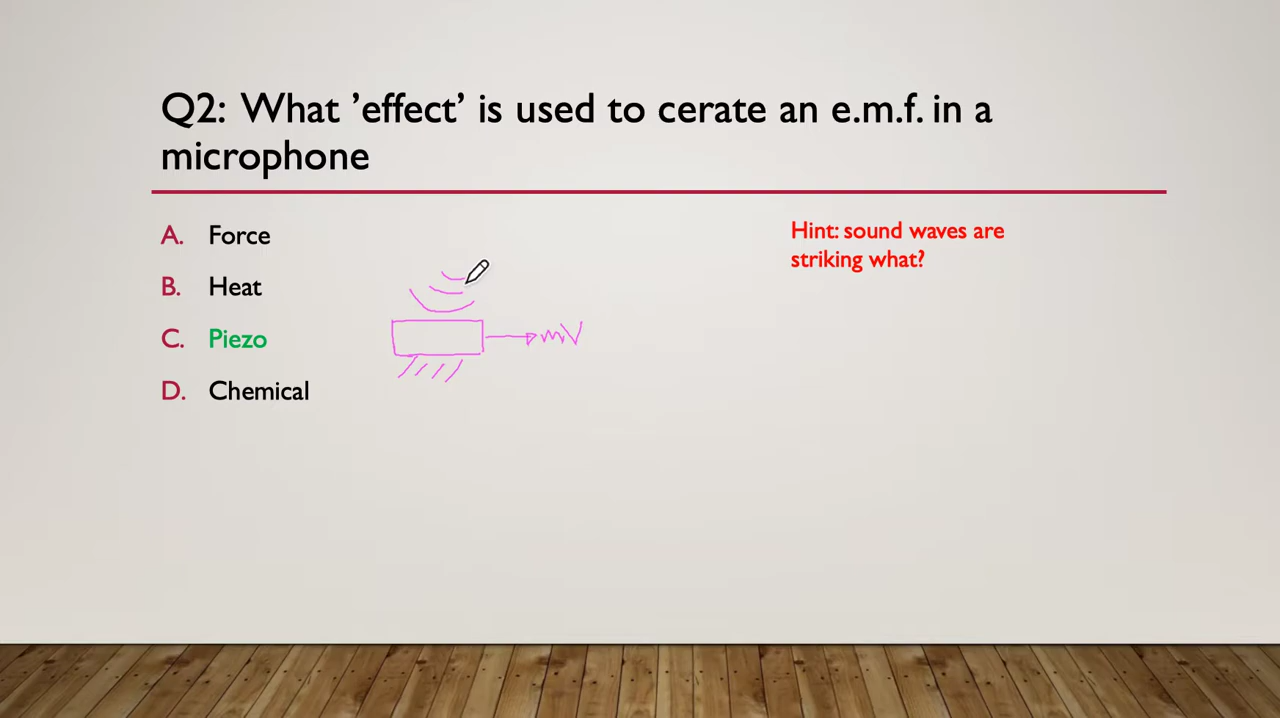 Q2: What ’effect’ is used to cerate an e.m.f. in a
microphone
A. Force
B. Heat
C. Piezo
D. Chemical
mV
Hint: sound waves are
striking what?